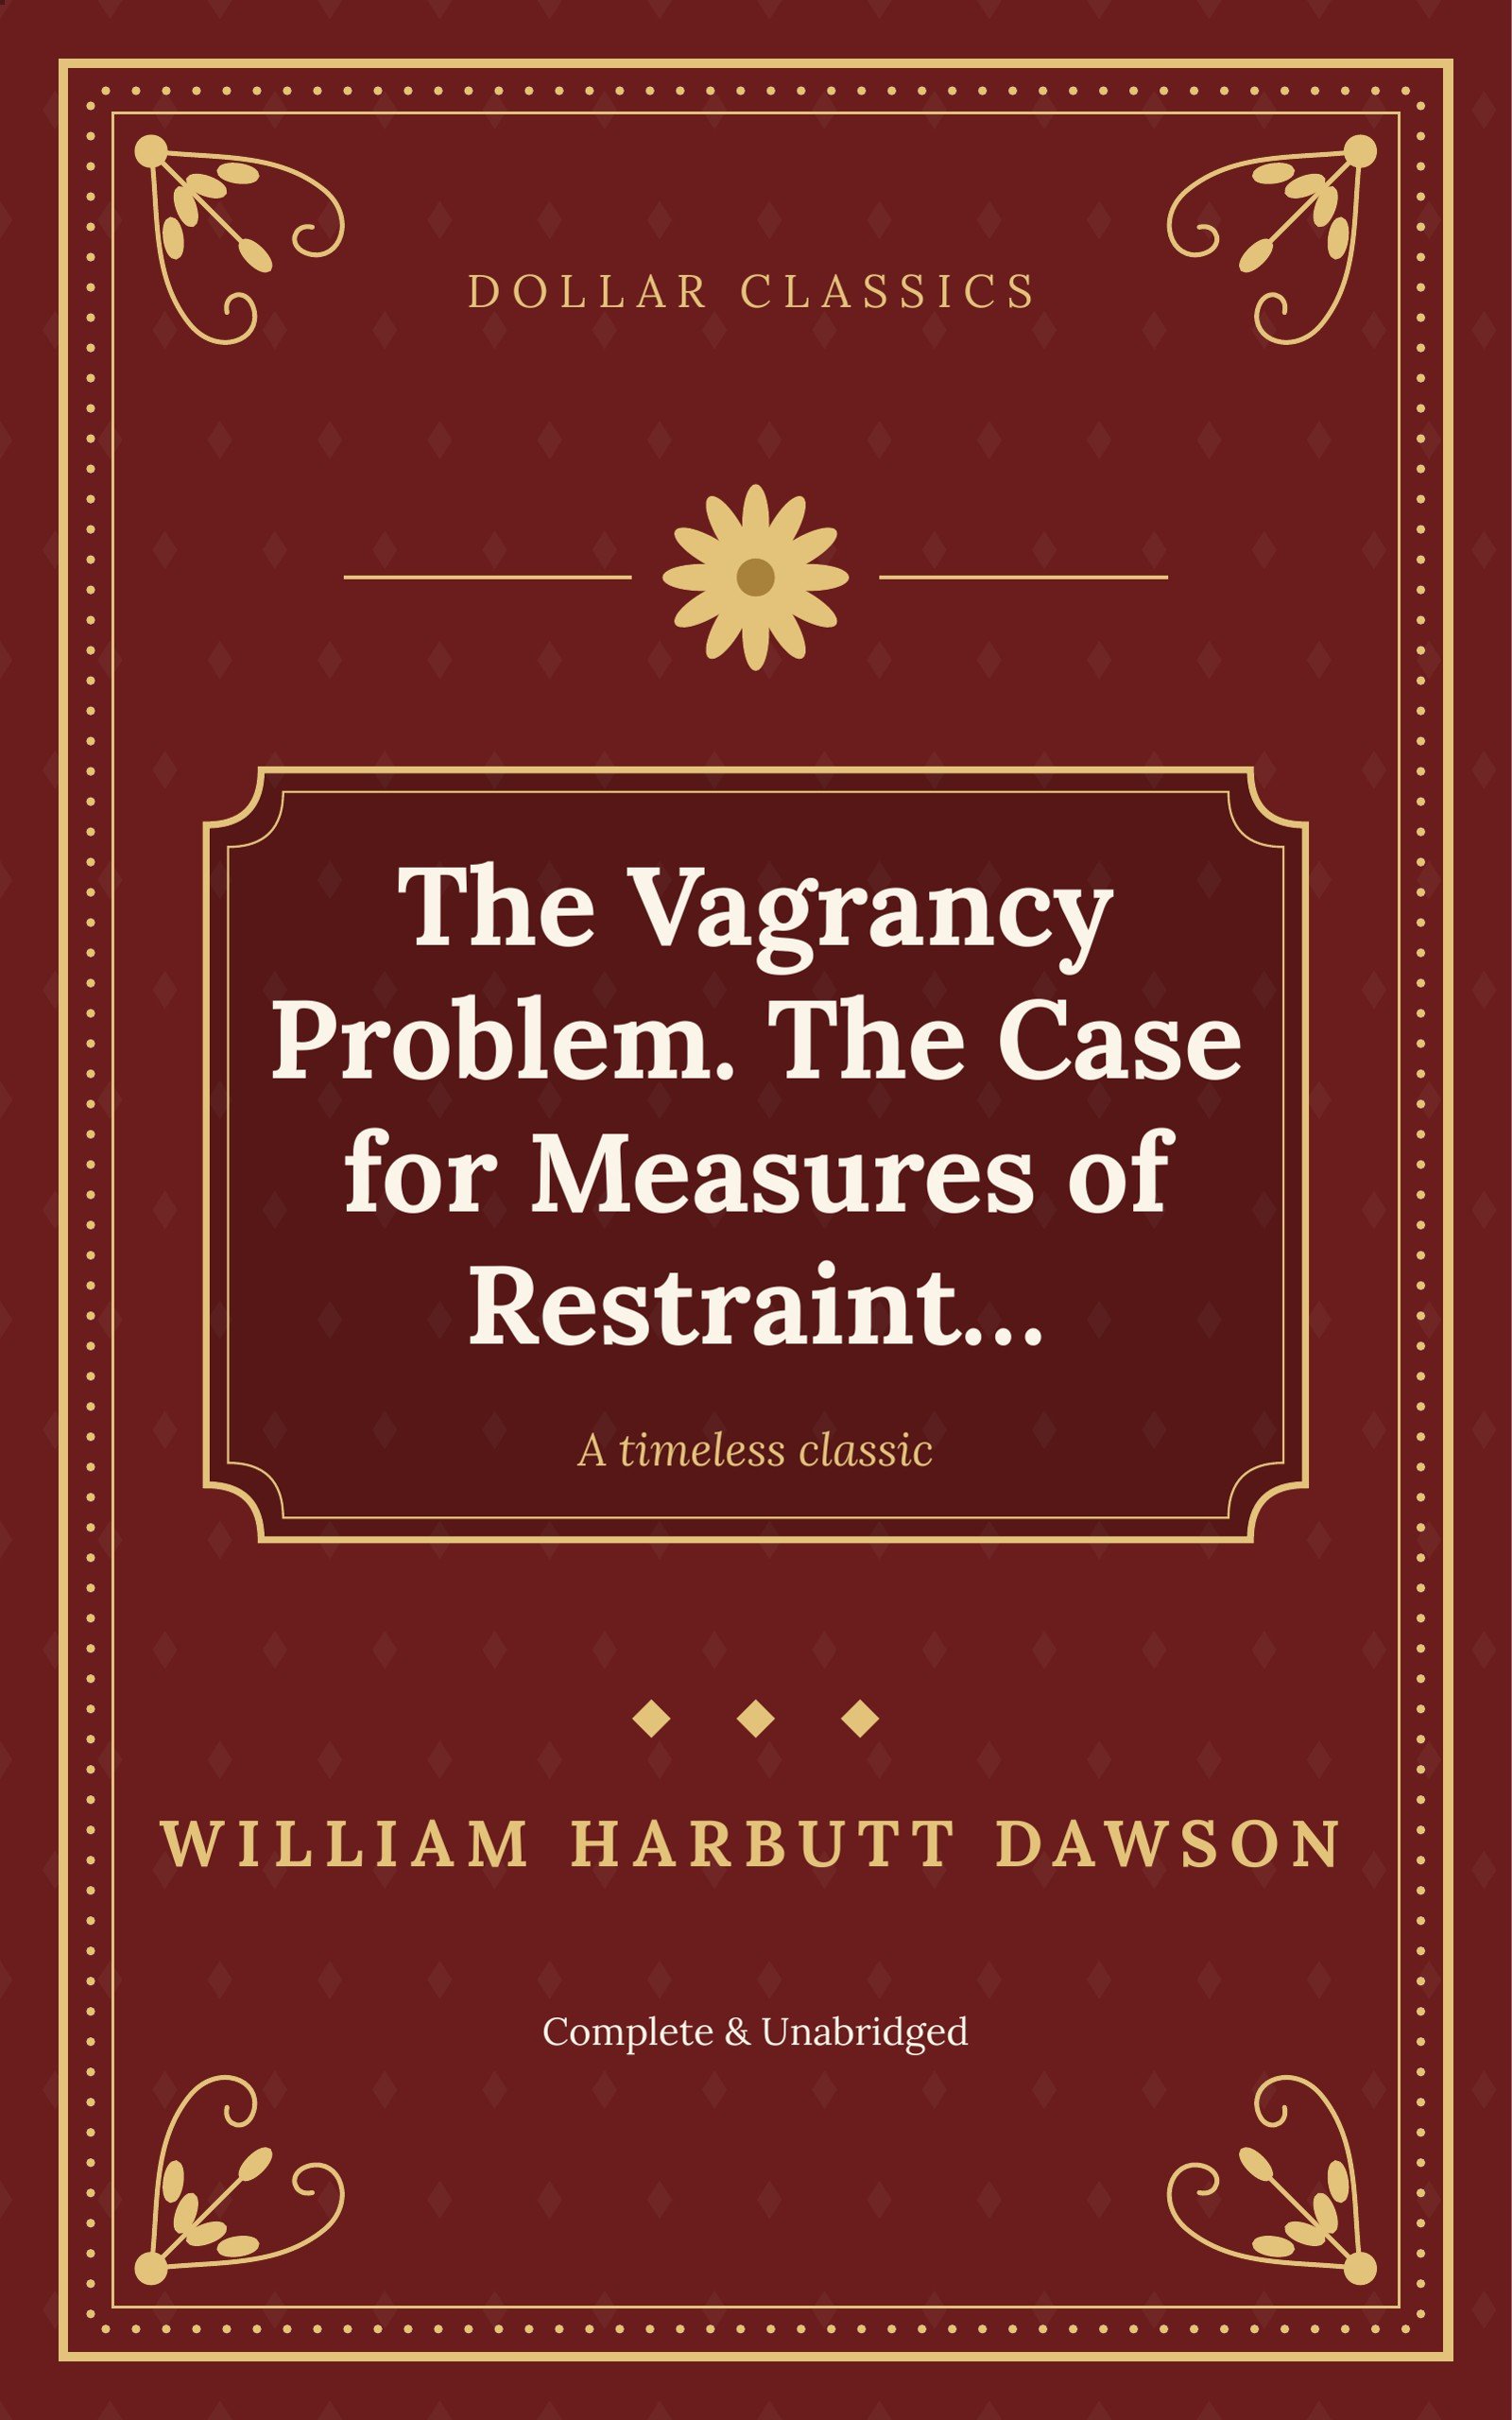 DOLLAR CLASSICS
The Vagrancy
Problem. The Case
for Measures of
Restraint...
A timeless classic
WILLIAM HARBUTT DAWSON
Complete & Unabridged